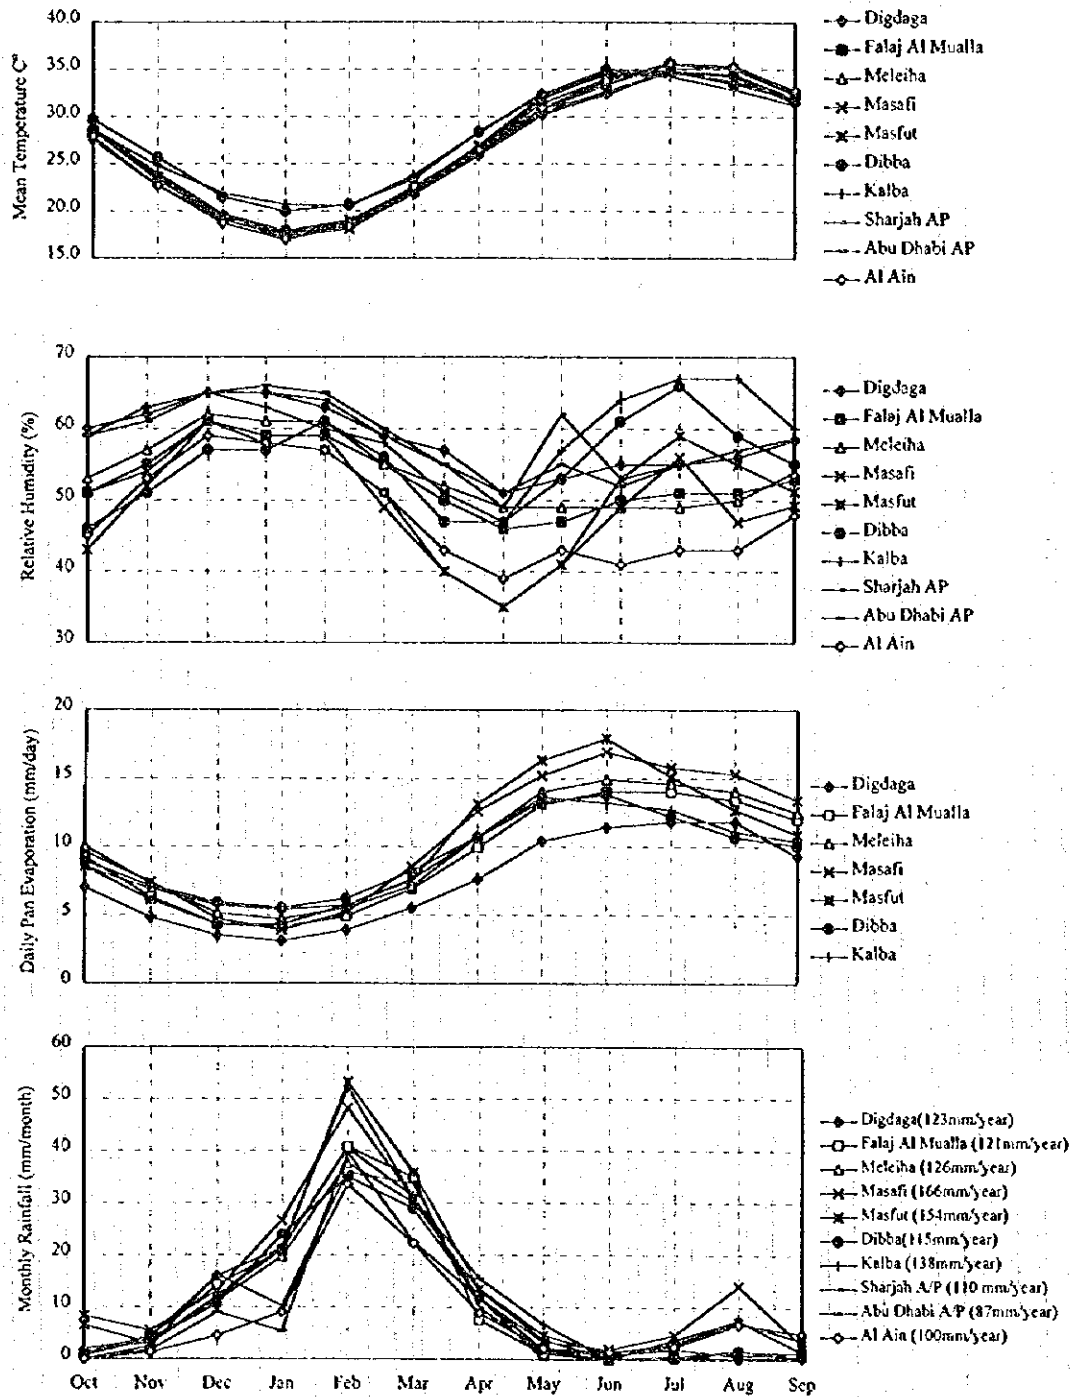 Mean Temperature C°
40.0
35.0
30.0
25.0
20.0
15.0
Digdaga
Falaj Al Mualla
Meleiha
Masafi
Masfut
Dibba
Kalba
Sharjah AP
Abu Dhabi AP
Al Ain
Relative Humidity (%)
70
60
50
40
30
Digdaga
Falaj Al Mualla
Meleiha
Masafi
Masfut
Dibba
Kalba
Sharjah AP
Abu Dhabi AP
Al Ain
Daily Pan Evaporation (mm/day)
20
15
10
5
0
Digdaga
Falaj Al Mualla
Meleiha
Masafi
Masfut
Dibba
Kalba
Monthly Rainfall (mm/month)
60
50
40
30
20
10
0
Digdaga(123mm/year)
Falaj Al Mualla (121mm/year)
Meleiha (126mm/year)
Masafi (166mm/year)
Masfut (154mm/year)
Dibba(115mm/year)
Kalba (138mm/year)
Sharjah A/P (110 mm/year)
Abu Dhabi A/P (87mm/year)
Al Ain (100mm/year)
Oct Nov Dec Jan Feb Mar Apr May Jun Jul Aug Sep